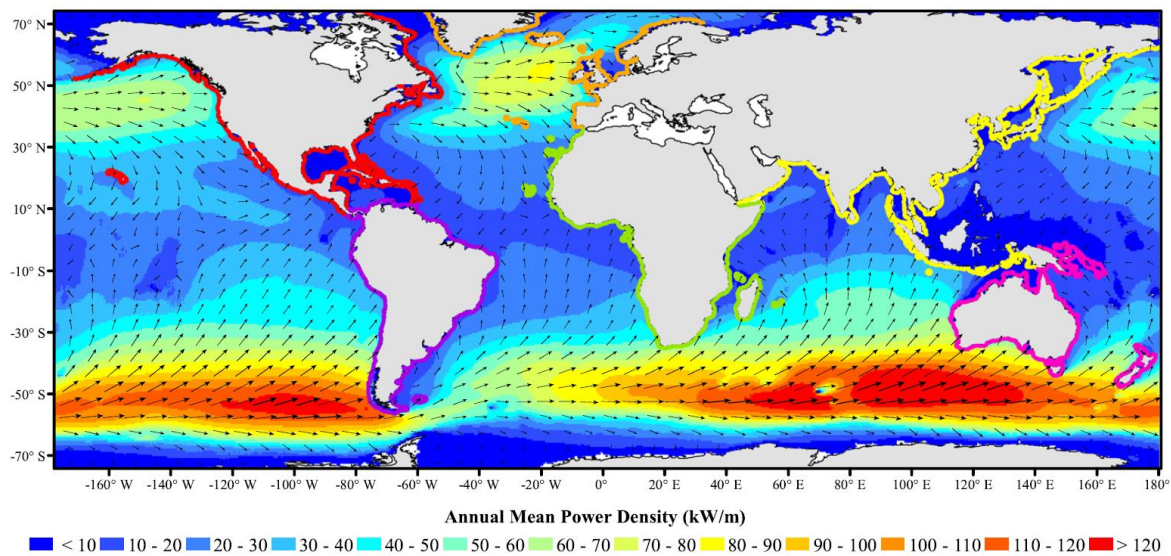 70° N
50° N
30° N
10° N
-10° S
-30° S
-50° S
-70° S
-160° W -140° W -120° W -100° W -80° W -60° W -40° W -20° W 0° 20° E 40° E 60° E 80° E 100° E 120° E 140° E 160° E 180° E
Annual Mean Power Density (kW/m)
< 10 10 - 20 20 - 30 30 - 40 40 - 50 50 - 60 60 - 70 70 - 80 80 - 90 90 - 100 100 - 110 110 - 120 > 120